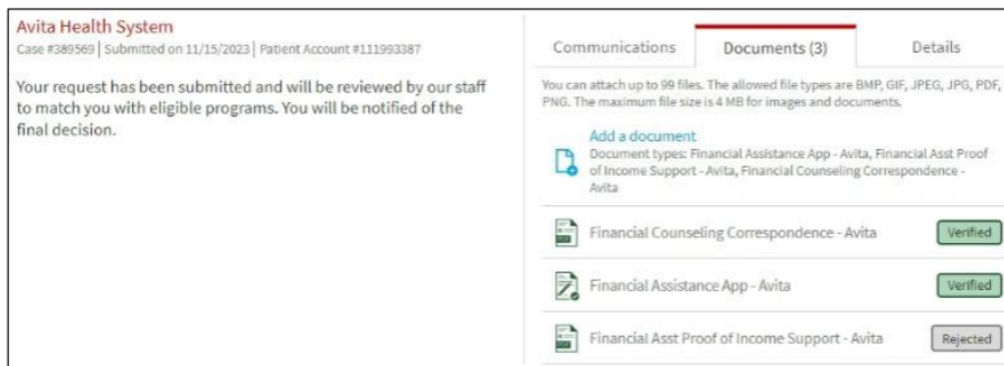 Avita Health System
Case #389569 | Submitted on 11/15/2023 | Patient Account #111993387
Your request has been submitted and will be reviewed by our staff
to match you with eligible programs. You will be notified of the
final decision.
Communications
Documents (3)
Details
You can attach up to 99 files. The allowed file types are BMP, GIF, JPEG, JPG, PDF,
PNG. The maximum file size is 4 MB for images and documents.
Add a document
Document types: Financial Assistance App - Avita, Financial Asst Proof
of Income Support - Avita, Financial Counseling Correspondence -
Avita
Financial Counseling Correspondence - Avita
Verified
Financial Assistance App - Avita
Verified
Financial Asst Proof of Income Support - Avita
Rejected